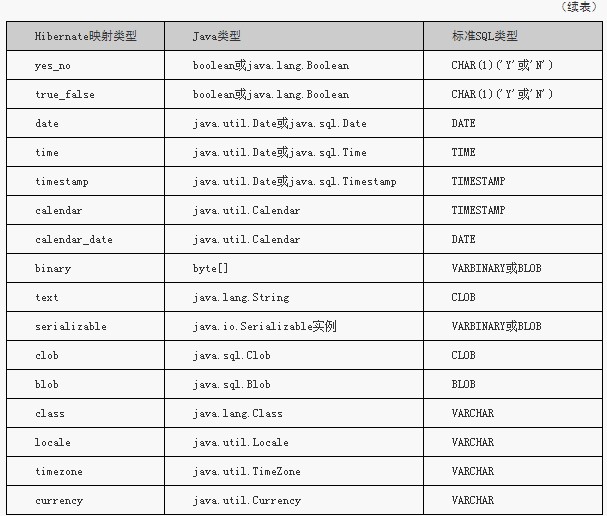 （续表）
Hibernate映射类型 Java类型 标准SQL类型
yes_no boolean或java.lang.Boolean CHAR(1)('Y'或'N')
true_false boolean或java.lang.Boolean CHAR(1)('Y'或'N')
date java.util.Date或java.sql.Date DATE
time java.util.Date或java.sql.Time TIME
timestamp java.util.Date或java.sql.Timestamp TIMESTAMP
calendar java.util.Calendar TIMESTAMP
calendar_date java.util.Calendar DATE
binary byte[] VARBINARY或BLOB
text java.lang.String CLOB
serializable java.io.Serializable实例 VARBINARY或BLOB
clob java.sql.Clob CLOB
blob java.sql.Blob BLOB
class java.lang.Class VARCHAR
locale java.util.Locale VARCHAR
timezone java.util.TimeZone VARCHAR
currency java.util.Currency VARCHAR